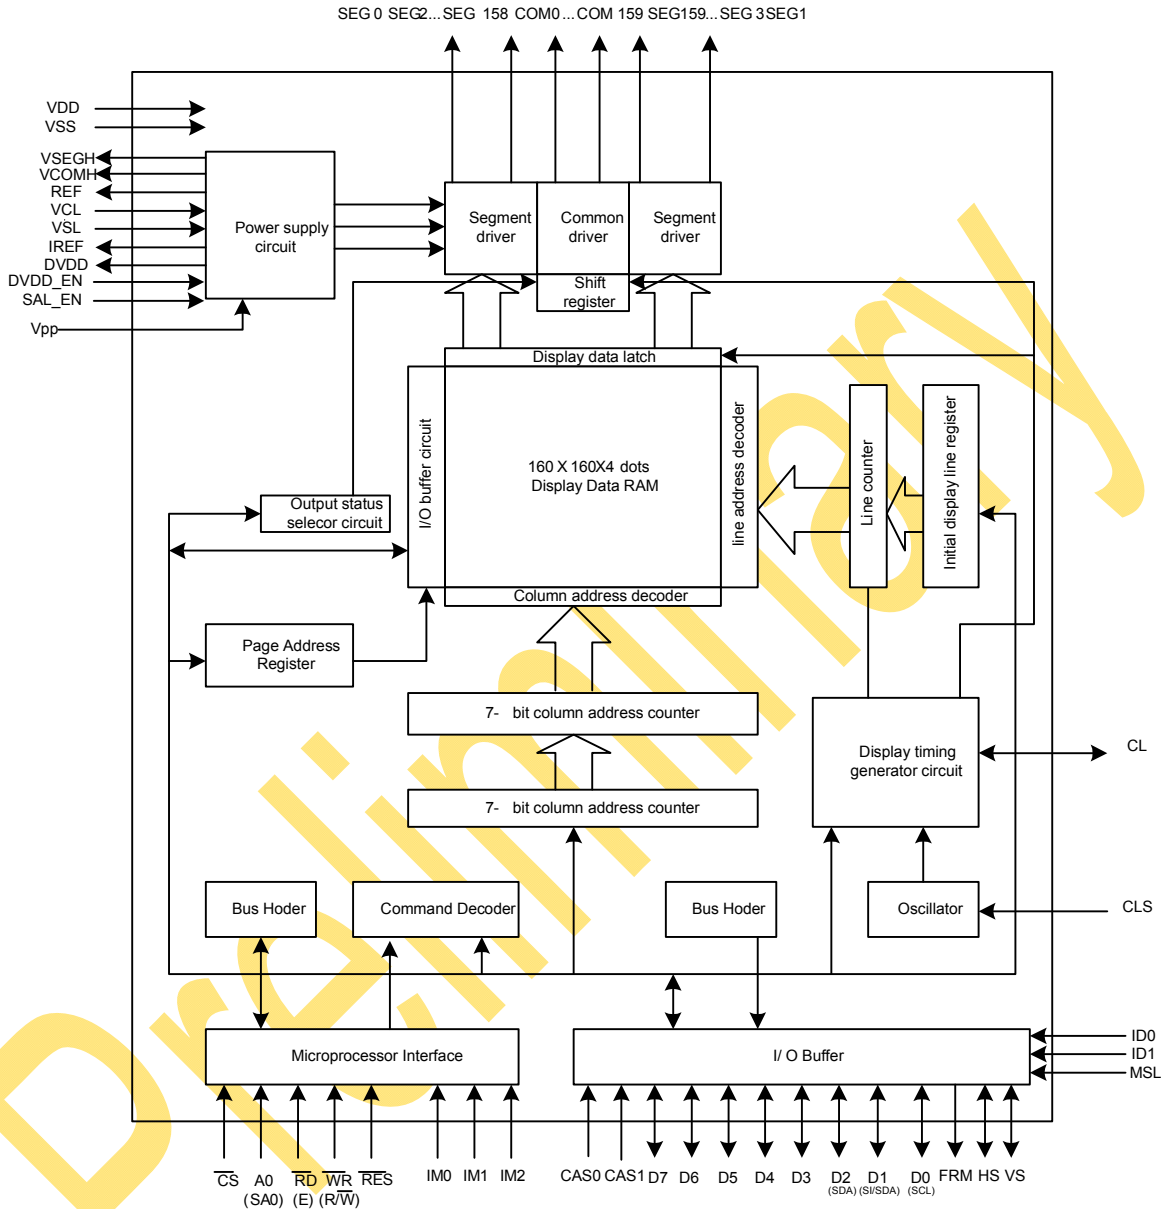 SEG 0 SEG2...SEG 158 COM0 ... COM 159 SEG159... SEG 3SEG1
VDD
VSS
VSEGH
VCOMH
REF
VCL
VSL
IREF
DVDD
DVDD_EN
SAL_EN
Vpp
Power supply
circuit
Segment
driver
Common
driver
Segment
driver
Shift
register
Display data latch
I/O buffer circuit
160 X 160X4 dots
Display Data RAM
line address decoder
Line counter
Initial display line register
Output status
selecor circuit
Column address decoder
Page Address
Register
7- bit column address counter
7- bit column address counter
Display timing
generator circuit
CL
Bus Hoder
Command Decoder
Bus Hoder
Oscillator
CLS
Microprocessor Interface
I/ O Buffer
ID0
ID1
MSL
CS
A0
(SA0)
RD
(E)
WR
(R/W)
RES
IM0
IM1
IM2
CAS0
CAS1
D7
D6
D5
D4
D3
D2
(SDA)
D1
(SI/SDA)
D0
(SCL)
FRM
HS
VS
Preliminary